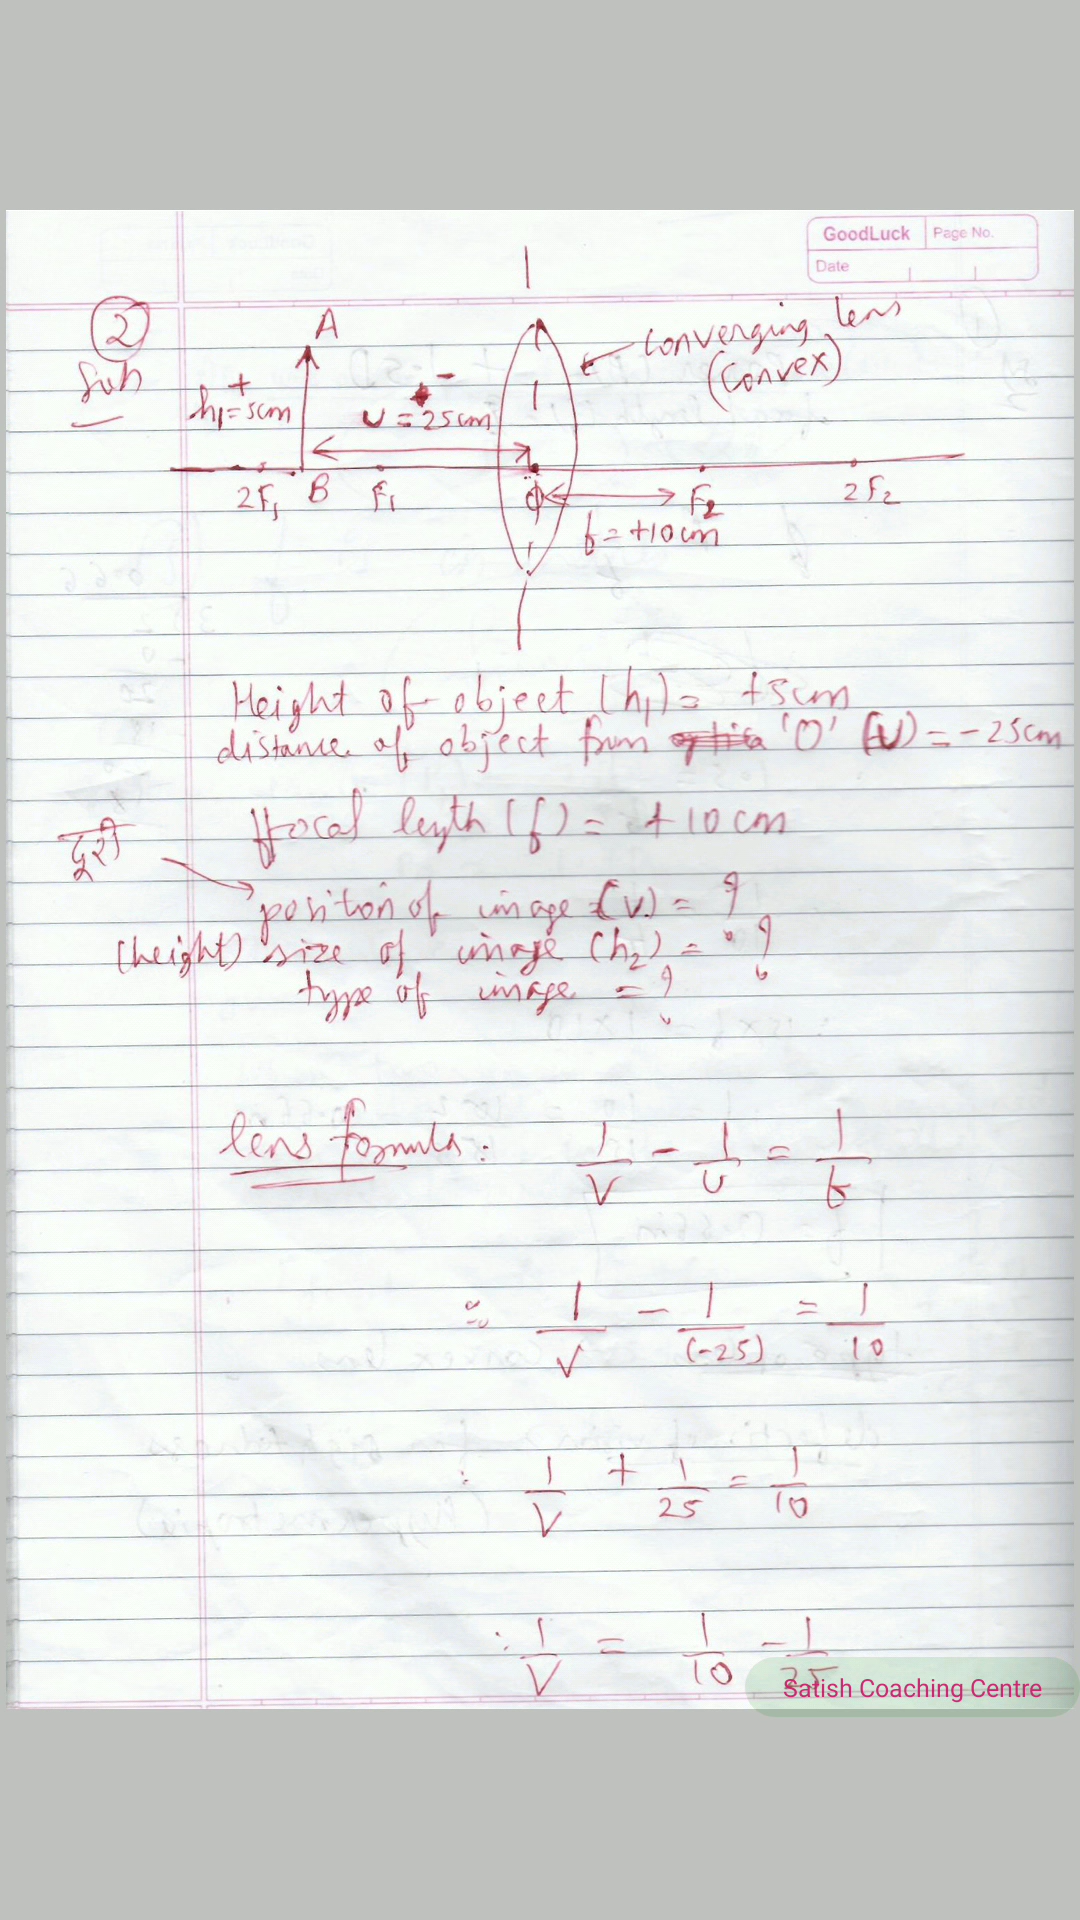 GoodLuck Page No.
Date
2
Soln
A
converging lens
(Convex)
h₁ = +5cm
u = -25cm
2F₁ B F₁ O F₂ 2F₂
f = +10cm
Height of object (h₁) = +5cm
distance of object from 'O' (u) = -25cm
focal length (f) = +10cm
दूरी
position of image (v) = ?
(height) size of image (h₂) = ?
type of image = ?
lens formula: 1/v - 1/u = 1/f
∴ 1/v - 1/(-25) = 1/10
∴ 1/v + 1/25 = 1/10
∴ 1/v = 1/10 - 1/25
Satish Coaching Centre